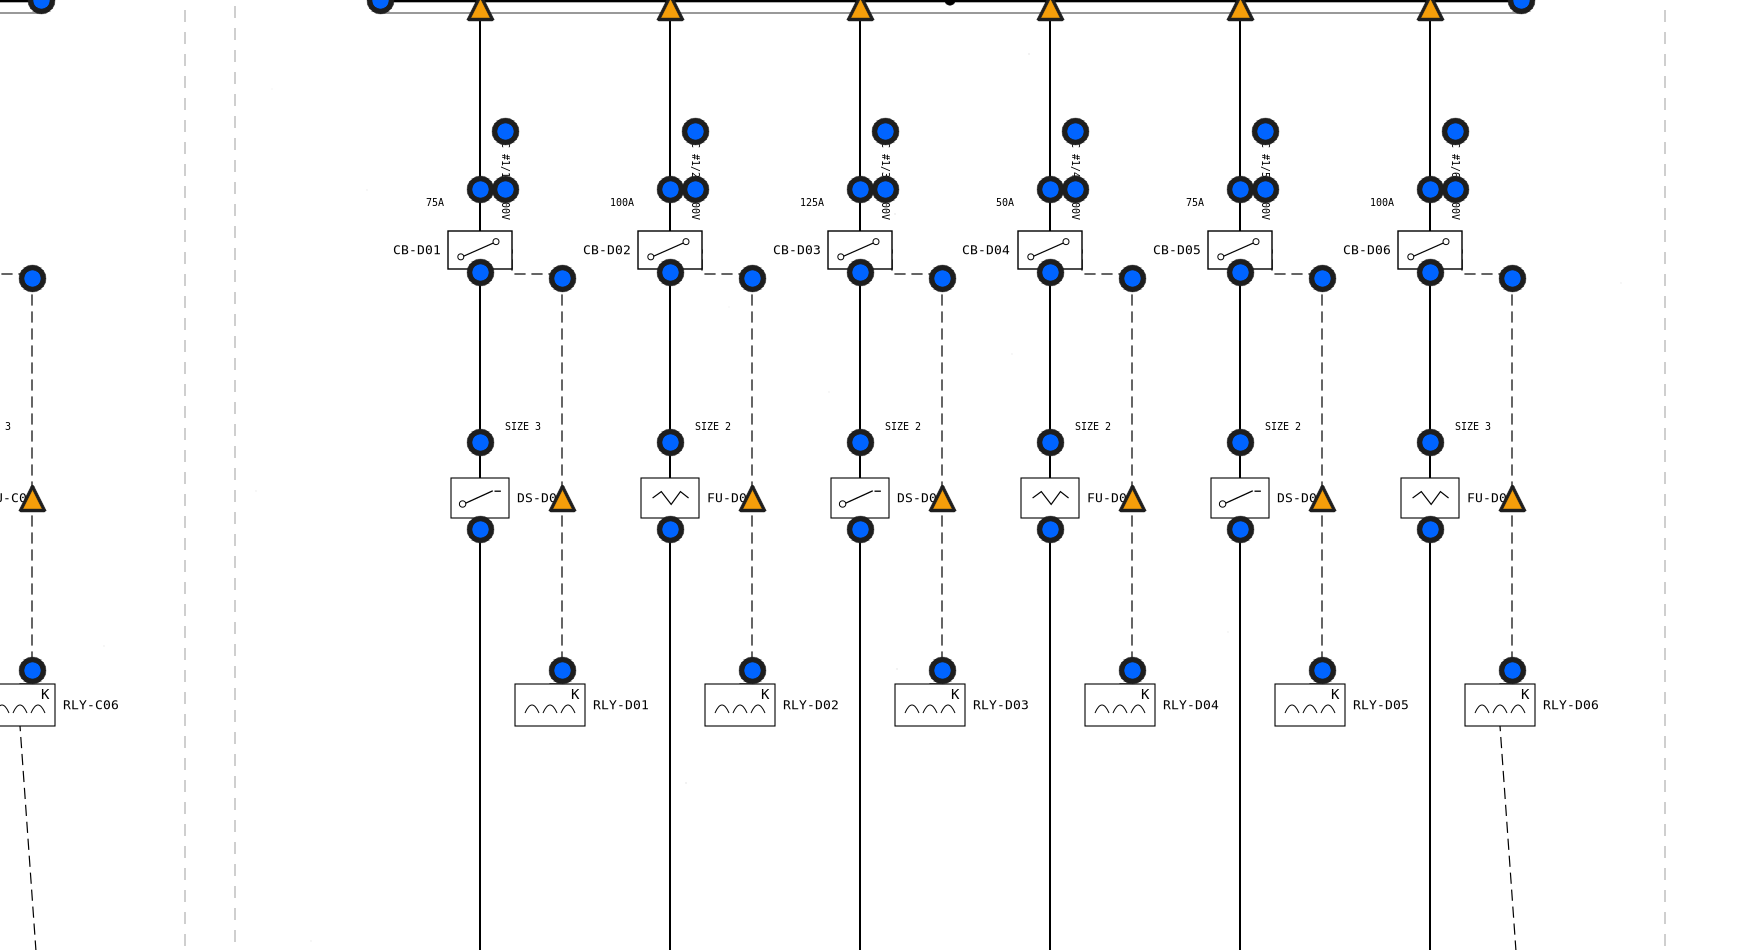 75A
100A
125A
50A
75A
100A
CB-D01
CB-D02
CB-D03
CB-D04
CB-D05
CB-D06
3
SIZE 3
SIZE 2
SIZE 2
SIZE 2
SIZE 2
SIZE 3
K
K
K
K
K
K
K
RLY-C06
RLY-D01
RLY-D02
RLY-D03
RLY-D04
RLY-D05
RLY-D06